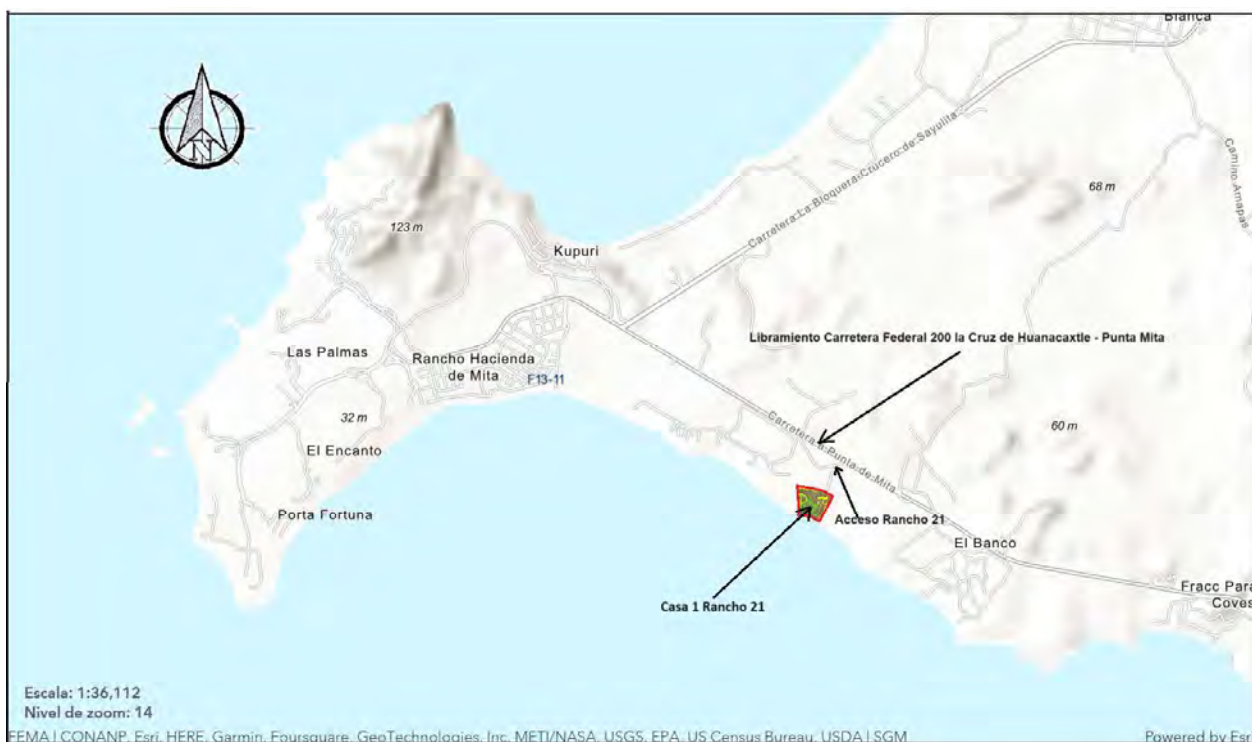 Blanca
N
Carretera La Bloquera-Crucero de Sayulita
Camino Amapas
68 m
123 m
Kupuri
Libramiento Carretera Federal 200 la Cruz de Huanacaxtle - Punta Mita
Las Palmas
Rancho Hacienda
de Mita
F13-11
32 m
El Encanto
Carretera a Punta de Mita
60 m
Porta Fortuna
Acceso Rancho 21
El Banco
Casa 1 Rancho 21
Fracc Para
Coves
Escala: 1:36,112
Nivel de zoom: 14
FEMA | CONANP, Esri, HERE, Garmin, Foursquare, GeoTechnologies, Inc, METI/NASA, USGS, EPA, US Census Bureau, USDA | SGM
Powered by Esr